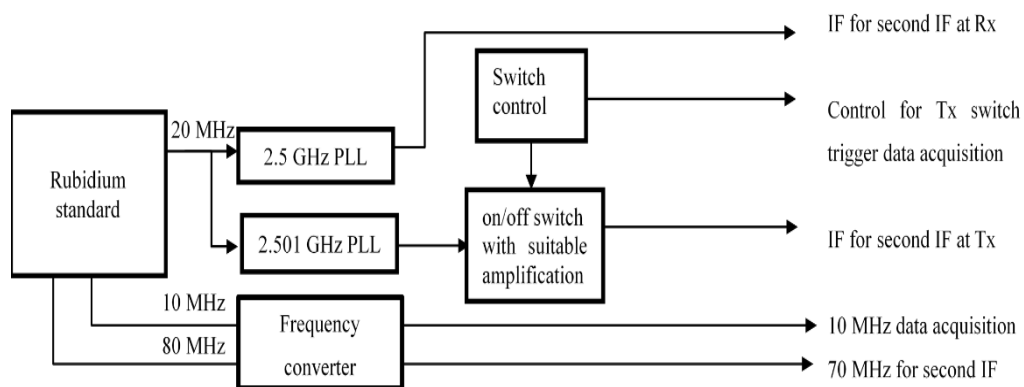 IF for second IF at Rx
Switch
control
Control for Tx switch
trigger data acquisition
20 MHz
2.5 GHz PLL
Rubidium
standard
on/off switch
with suitable
amplification
2.501 GHz PLL
IF for second IF at Tx
10 MHz
80 MHz
Frequency
converter
10 MHz data acquisition
70 MHz for second IF